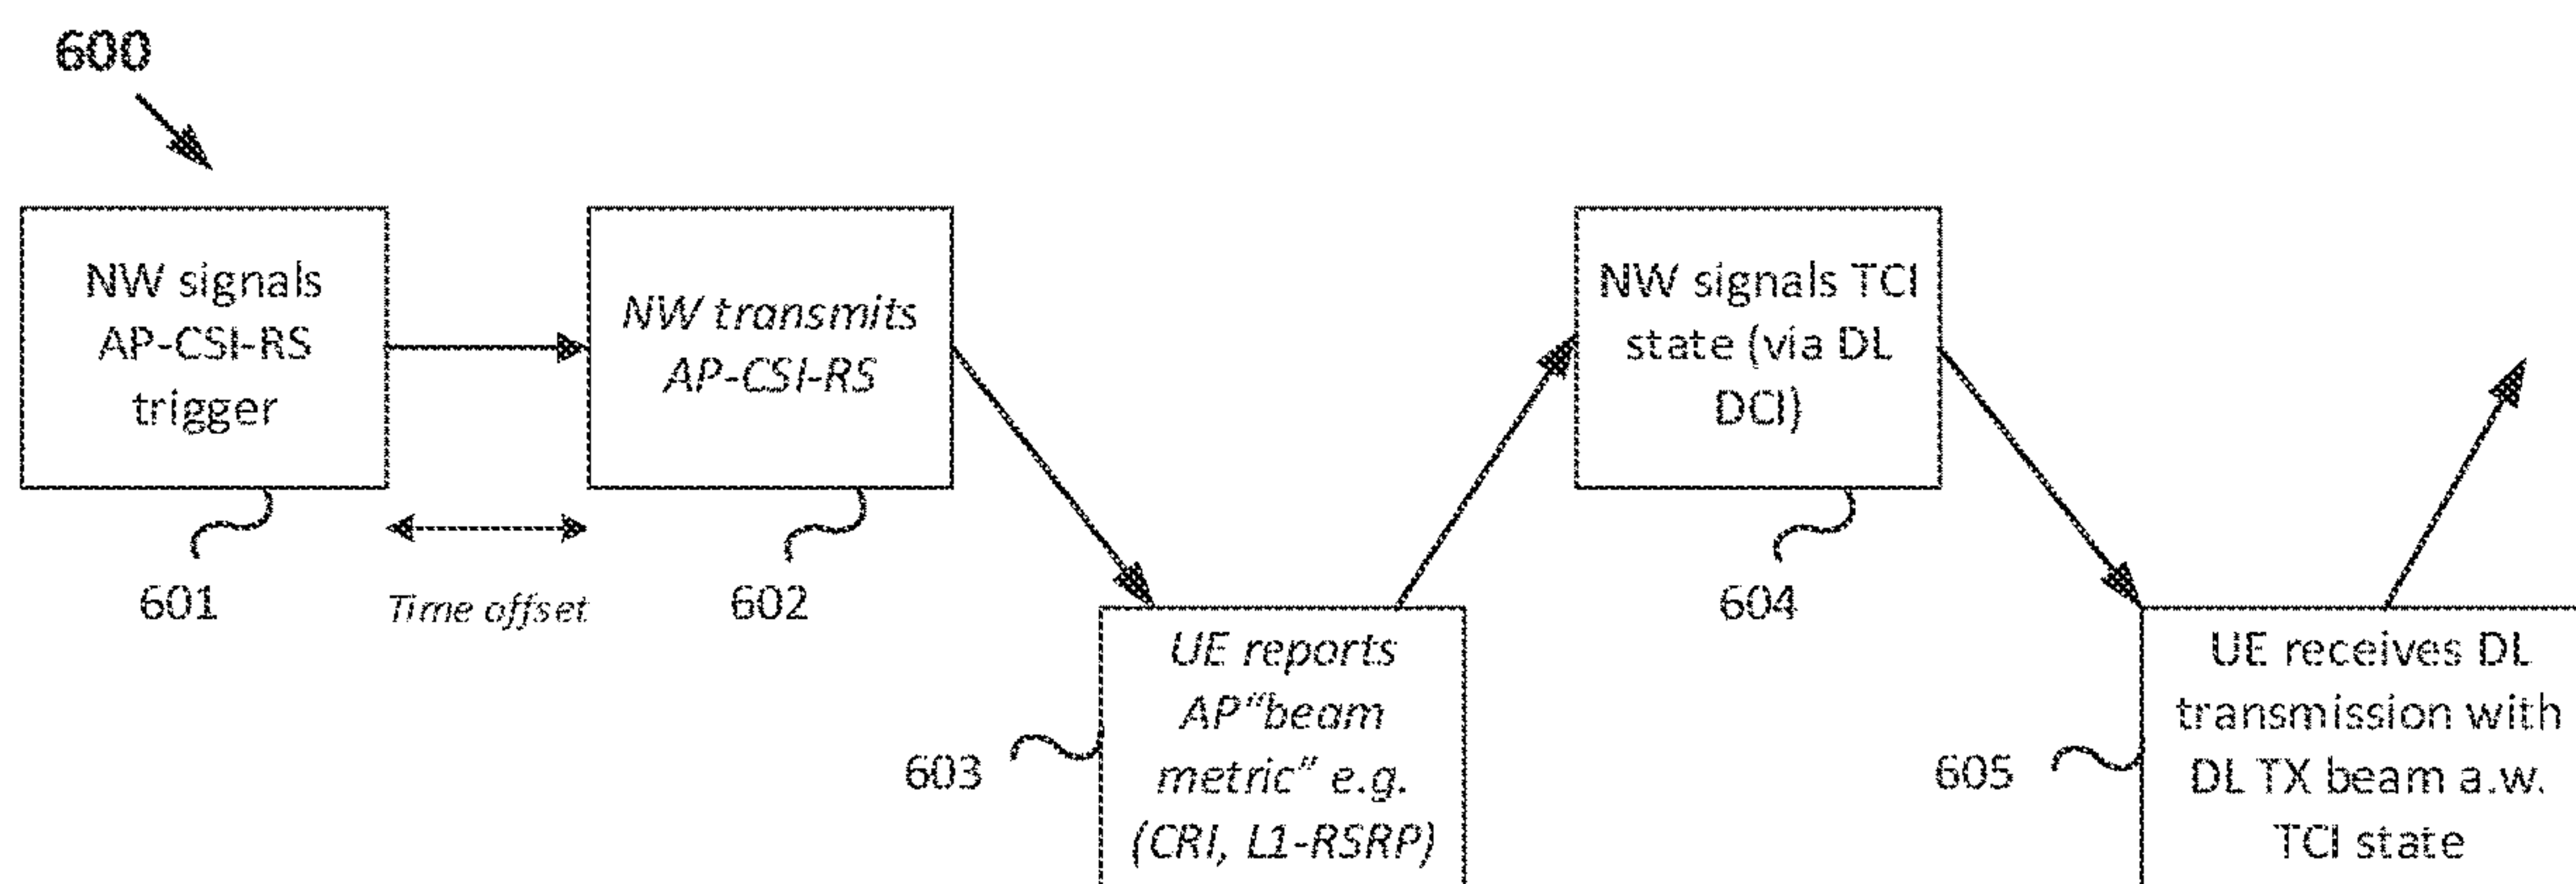 600
NW signals
AP-CSI-RS
trigger
601
Time offset
NW transmits
AP-CSI-RS
602
UE reports
AP"beam
metric" e.g.
(CRI, L1-RSRP)
603
NW signals TCI
state (via DL
DCI)
604
UE receives DL
transmission with
DL TX beam a.w.
TCI state
605